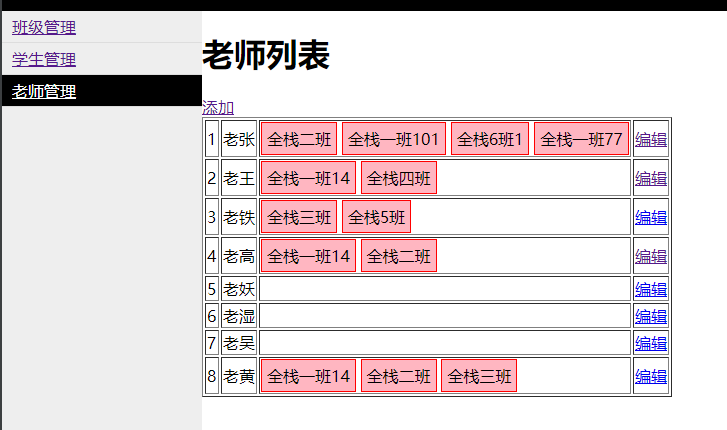 班级管理
学生管理
老师管理
老师列表
添加
1 老张 全栈二班 全栈一班101 全栈6班1 全栈一班77 编辑
2 老王 全栈一班14 全栈四班 编辑
3 老铁 全栈三班 全栈5班 编辑
4 老高 全栈一班14 全栈二班 编辑
5 老妖 编辑
6 老湿 编辑
7 老吴 编辑
8 老黄 全栈一班14 全栈二班 全栈三班 编辑